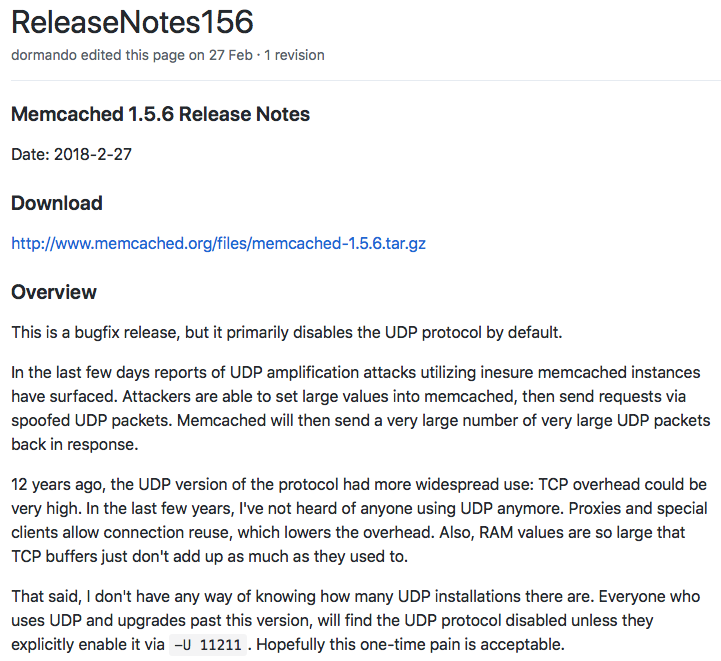 ReleaseNotes156
dormando edited this page on 27 Feb · 1 revision
Memcached 1.5.6 Release Notes
Date: 2018-2-27
Download
http://www.memcached.org/files/memcached-1.5.6.tar.gz
Overview
This is a bugfix release, but it primarily disables the UDP protocol by default.
In the last few days reports of UDP amplification attacks utilizing inesure memcached instances
have surfaced. Attackers are able to set large values into memcached, then send requests via
spoofed UDP packets. Memcached will then send a very large number of very large UDP packets
back in response.
12 years ago, the UDP version of the protocol had more widespread use: TCP overhead could be
very high. In the last few years, I've not heard of anyone using UDP anymore. Proxies and special
clients allow connection reuse, which lowers the overhead. Also, RAM values are so large that
TCP buffers just don't add up as much as they used to.
That said, I don't have any way of knowing how many UDP installations there are. Everyone who
uses UDP and upgrades past this version, will find the UDP protocol disabled unless they
explicitly enable it via -U 11211 . Hopefully this one-time pain is acceptable.